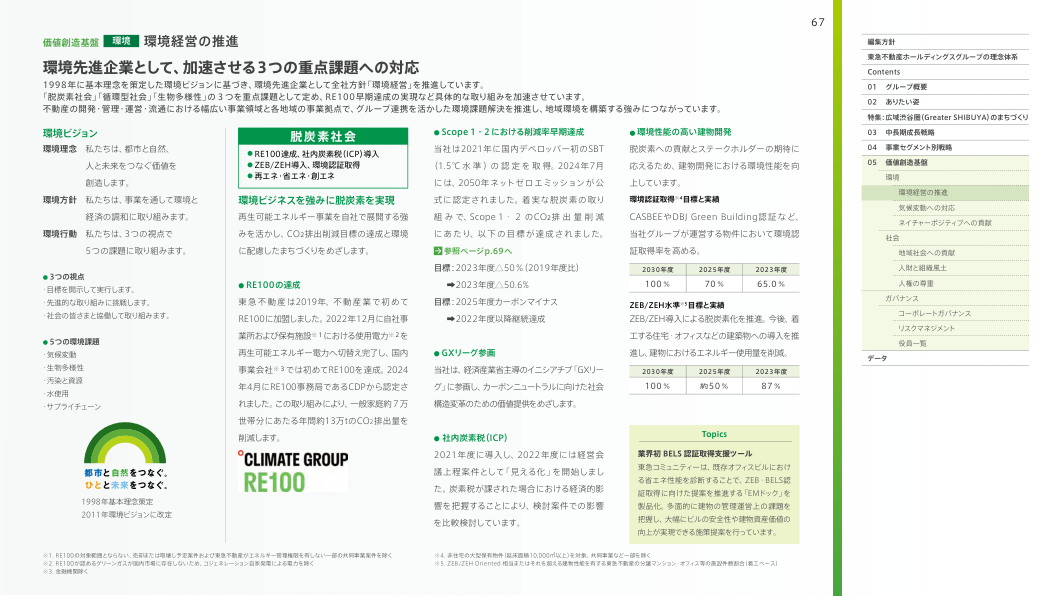 67
価値創造基盤 環境 環境経営の推進
環境先進企業として、加速させる3つの重点課題への対応
1998年に基本理念を策定した環境ビジョンに基づき、環境先進企業として全社方針「環境経営」を推進しています。
「脱炭素社会」「循環型社会」「生物多様性」の3つを重点課題として定め、RE100早期達成の実現など具体的な取り組みを加速させています。
不動産の開発・管理・運営・流通における幅広い事業領域と各地域の事業拠点で、グループ連携を活かした環境課題解決を推進し、地域環境を構築する強みにつながっています。
環境ビジョン
環境理念 私たちは、都市と自然、
人と未来をつなぐ価値を
創造します。
環境方針 私たちは、事業を通して環境と
経済の調和に取り組みます。
環境行動 私たちは、3つの視点で
5つの課題に取り組みます。
●3つの視点
・目標を開示して実行します。
・先進的な取り組みに挑戦します。
・社会の皆さまと協働して取り組みます。
●5つの環境課題
・気候変動
・生物多様性
・汚染と資源
・水使用
・サプライチェーン
都市と自然をつなぐ。
ひとと未来をつなぐ。
1998年基本理念策定
2011年環境ビジョンに改定
脱炭素社会
●RE100達成、社内炭素税(ICP)導入
●ZEB/ZEH導入、環境認証取得
●再エネ・省エネ・創エネ
環境ビジネスを強みに脱炭素を実現
再生可能エネルギー事業を自社で展開する強
みを活かし、CO₂排出削減目標の達成と環境
に配慮したまちづくりをめざします。
●RE100の達成
東急不動産は2019年、不動産業で初めて
RE100に加盟しました。2022年12月に自社事
業所および保有施設※1における使用電力※2を
再生可能エネルギー電力へ切替え完了し、国内
事業会社※3では初めてRE100を達成。2024
年4月にRE100事務局であるCDPから認定さ
れました。この取り組みにより、一般家庭約7万
世帯分にあたる年間約13万tのCO₂排出量を
削減します。
°CLIMATE GROUP
RE100
●Scope 1・2 における削減率早期達成
当社は2021年に国内デベロッパー初のSBT
(1.5℃水準)の認定を取得。2024年7月
には、2050年ネットゼロエミッションが公
式に認定されました。着実な脱炭素の取り
組みで、Scope 1・2 のCO₂排出量削減
にあたり、以下の目標が達成されました。
参照ページp.69へ
目標：2023年度△50%(2019年度比)
➡2023年度△50.6%
目標：2025年度カーボンマイナス
➡2022年度以降継続達成
●GXリーグ参画
当社は、経済産業省主導のイニシアチブ「GXリー
グ」に参画し、カーボンニュートラルに向けた社会
構造変革のための価値提供をめざします。
●社内炭素税(ICP)
2021年度に導入し、2022年度には経営会
議上程案件として「見える化」を開始しまし
た。炭素税が課された場合における経済的影
響を把握することにより、検討案件での影響
を比較検討しています。
●環境性能の高い建物開発
脱炭素への貢献とステークホルダーの期待に
応えるため、建物開発における環境性能を向
上しています。
環境認証取得※4目標と実績
CASBEEやDBJ Green Building認証など、
当社グループが運営する物件において環境認
証取得率を高める。
2030年度 2025年度 2023年度
100% 70% 65.0%
ZEB/ZEH水準※5目標と実績
ZEB/ZEH導入による脱炭素化を推進。今後、着
工する住宅・オフィスなどの建築物への導入を推
進し、建物におけるエネルギー使用量を削減。
2030年度 2025年度 2023年度
100% 約50% 87%
Topics
業界初 BELS 認証取得支援ツール
東急コミュニティーは、既存オフィスビルにおけ
る省エネ性能を診断することで、ZEB・BELS認
証取得に向けた提案を推進する「EMドック」を
製品化。多面的に建物の管理運営上の課題を
把握し、大幅にビルの安全性や建物資産価値の
向上が実現できる施策提案を行っています。
※1. RE100の対象範囲とならない、売却または取壊し予定案件および東急不動産がエネルギー管理権限を有しない一部の共同事業案件を除く
※2. RE100が認めるグリーンガスが国内市場に存在しないため、コジェネレーション自家発電による電力を除く
※3. 金融機関除く
※4. 非住宅の大型保有物件(延床面積10,000㎡以上)を対象。共同事業など一部を除く
※5. ZEB/ZEH Oriented 相当またはそれを超える建物性能を有する東急不動産の分譲マンション・オフィス等の施設件数割合(着工ベース)
編集方針
東急不動産ホールディングスグループの理念体系
Contents
01 グループ概要
02 ありたい姿
特集：広域渋谷圏(Greater SHIBUYA)のまちづくり
03 中長期成長戦略
04 事業セグメント別戦略
05 価値創造基盤
環境
環境経営の推進
気候変動への対応
ネイチャーポジティブへの貢献
社会
地域社会への貢献
人財と組織風土
人権の尊重
ガバナンス
コーポレートガバナンス
リスクマネジメント
役員一覧
データ